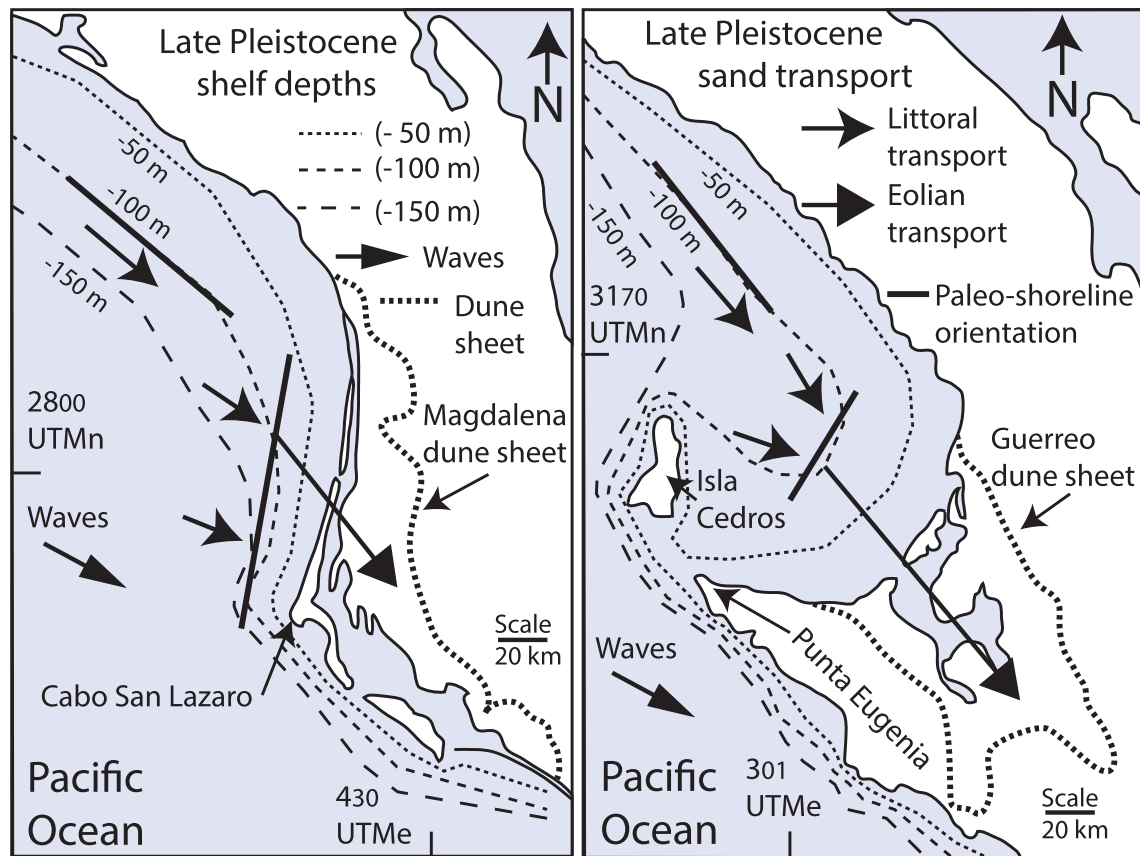 Late Pleistocene
shelf depths
N
(- 50 m)
(-100 m)
(-150 m)
Waves
Dune
sheet
-50 m
-100 m
-150 m
2800
UTMn
Magdalena
dune sheet
Waves
Scale
20 km
Cabo San Lazaro
Pacific
Ocean
430
UTMe
Late Pleistocene
sand transport
N
Littoral
transport
Eolian
transport
Paleo-shoreline
orientation
-50 m
-100 m
-150 m
3170
UTMn
Guerreo
dune sheet
Isla
Cedros
Punta Eugenia
Waves
Scale
20 km
Pacific
Ocean
301
UTMe